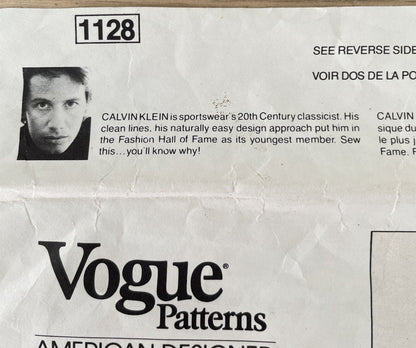 1128
SEE REVERSE SIDE
VOIR DOS DE LA PO
CALVIN KLEIN is sportswear's 20th Century classicist. His
clean lines, his naturally easy design approach put him in
the Fashion Hall of Fame as its youngest member. Sew
this...you'll know why!
CALVIN
sique du
le plus j
Fame. F
Vogue®
Patterns
AMERICAN DESIGNER